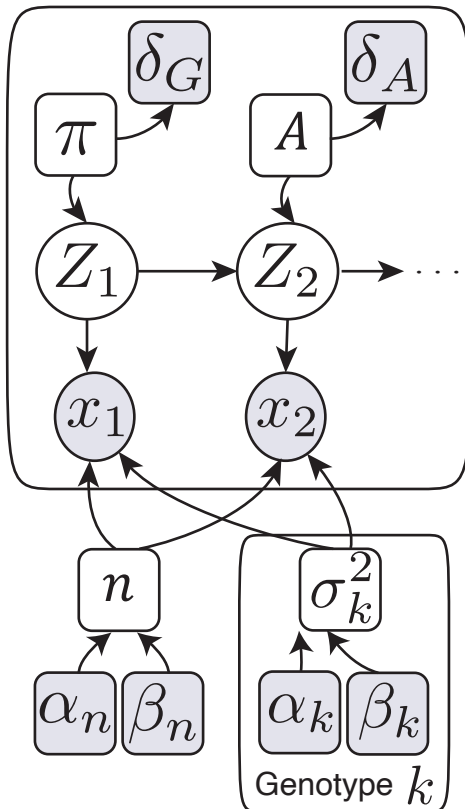 δ_G δ_A
π A
Z_1 Z_2 ...
x_1 x_2
n σ_k^2
α_n β_n α_k β_k
Genotype k